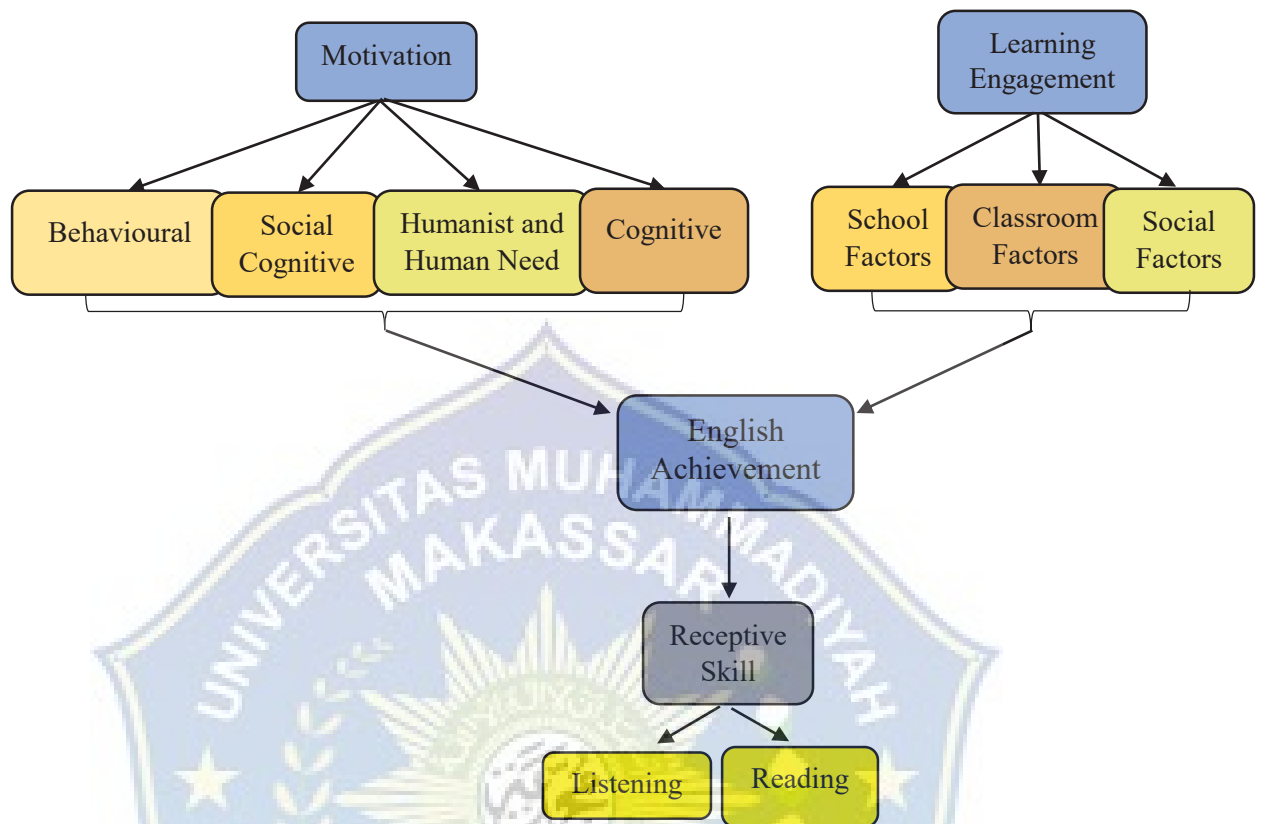 Motivation
Learning
Engagement
Behavioural
Social
Cognitive
Humanist and
Human Need
Cognitive
School
Factors
Classroom
Factors
Social
Factors
English
Achievement
UNIVERSITAS MUHAMMADIYAH
MAKASSAR
Receptive
Skill
Listening
Reading